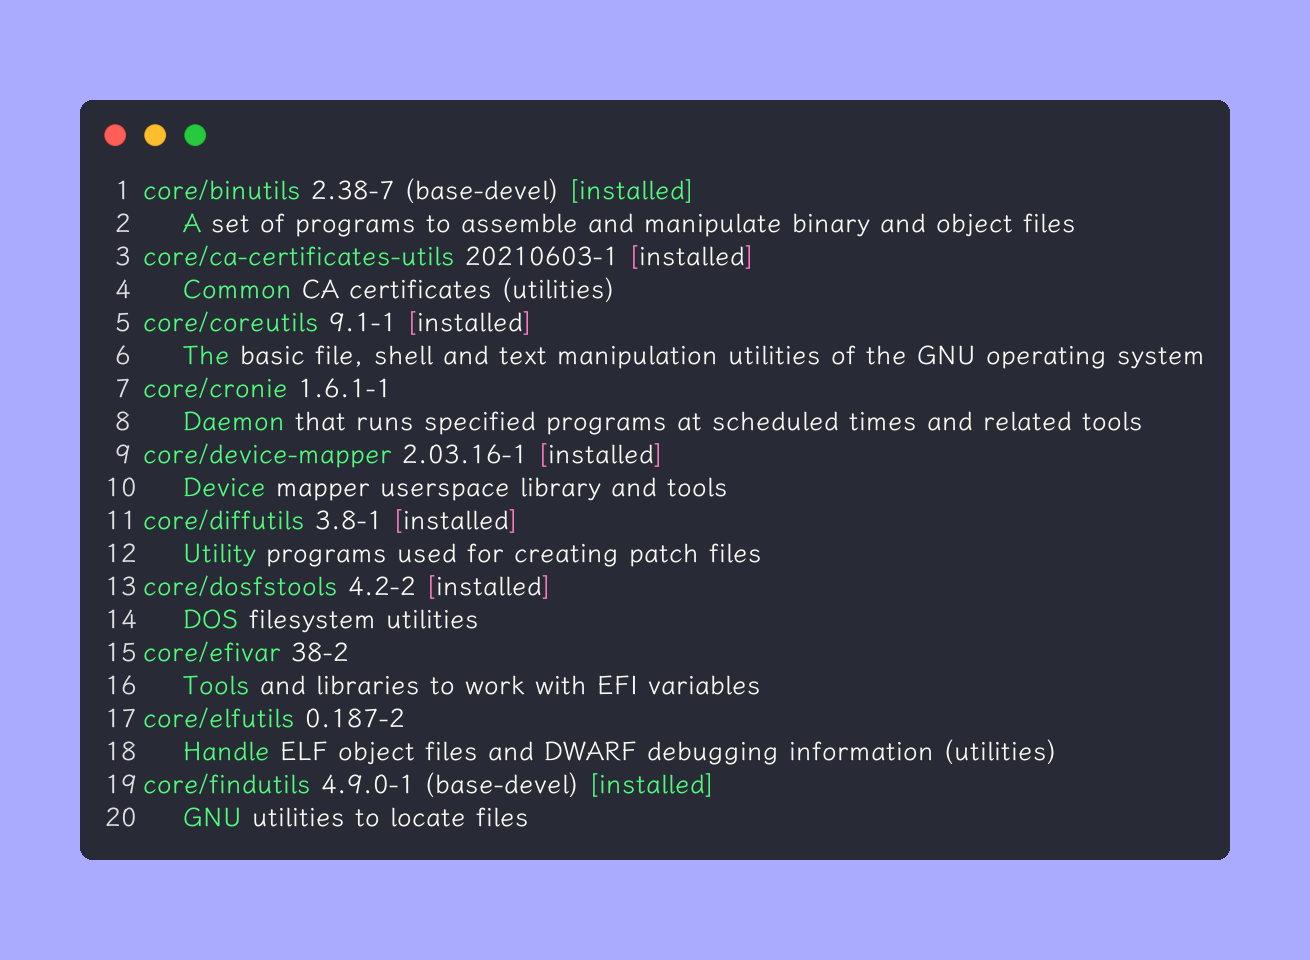 1 core/binutils 2.38-7 (base-devel) [installed]
2     A set of programs to assemble and manipulate binary and object files
3 core/ca-certificates-utils 20210603-1 [installed]
4     Common CA certificates (utilities)
5 core/coreutils 9.1-1 [installed]
6     The basic file, shell and text manipulation utilities of the GNU operating system
7 core/cronie 1.6.1-1
8     Daemon that runs specified programs at scheduled times and related tools
9 core/device-mapper 2.03.16-1 [installed]
10     Device mapper userspace library and tools
11 core/diffutils 3.8-1 [installed]
12     Utility programs used for creating patch files
13 core/dosfstools 4.2-2 [installed]
14     DOS filesystem utilities
15 core/efivar 38-2
16     Tools and libraries to work with EFI variables
17 core/elfutils 0.187-2
18     Handle ELF object files and DWARF debugging information (utilities)
19 core/findutils 4.9.0-1 (base-devel) [installed]
20     GNU utilities to locate files